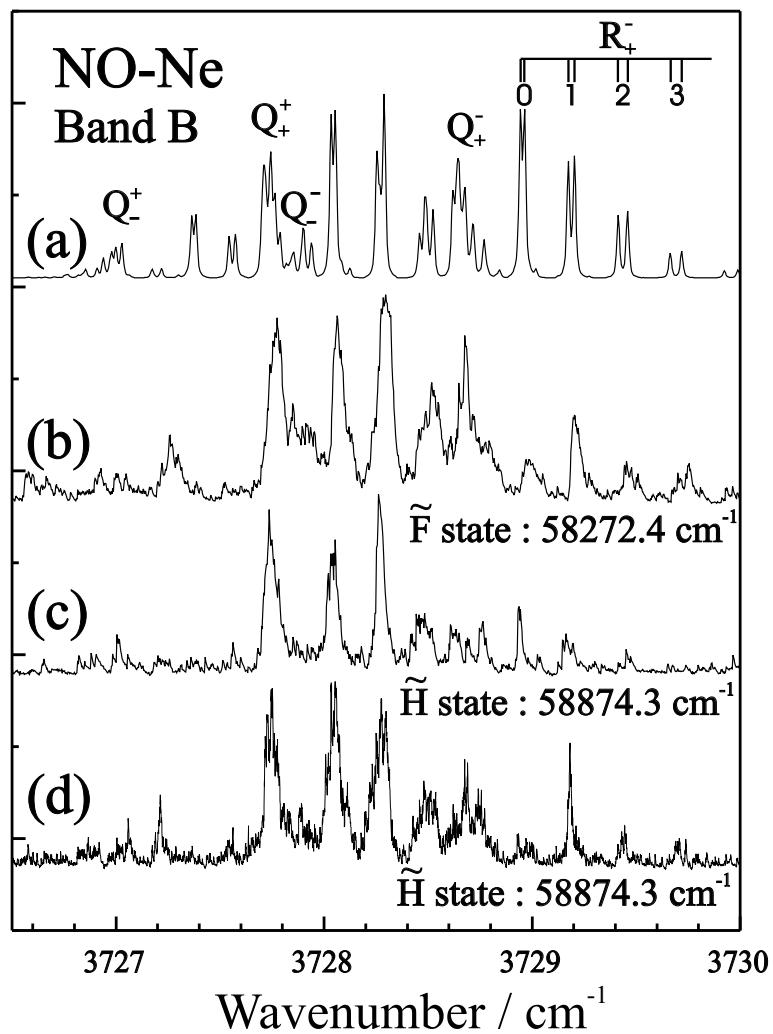 NO-Ne
Band B
R₊⁻
0 1 2 3
Q₊⁺
Q₊⁻
Q₋⁺
Q₋⁻
(a)
(b)
F̃ state : 58272.4 cm⁻¹
(c)
H̃ state : 58874.3 cm⁻¹
(d)
H̃ state : 58874.3 cm⁻¹
3727 3728 3729 3730
Wavenumber / cm⁻¹